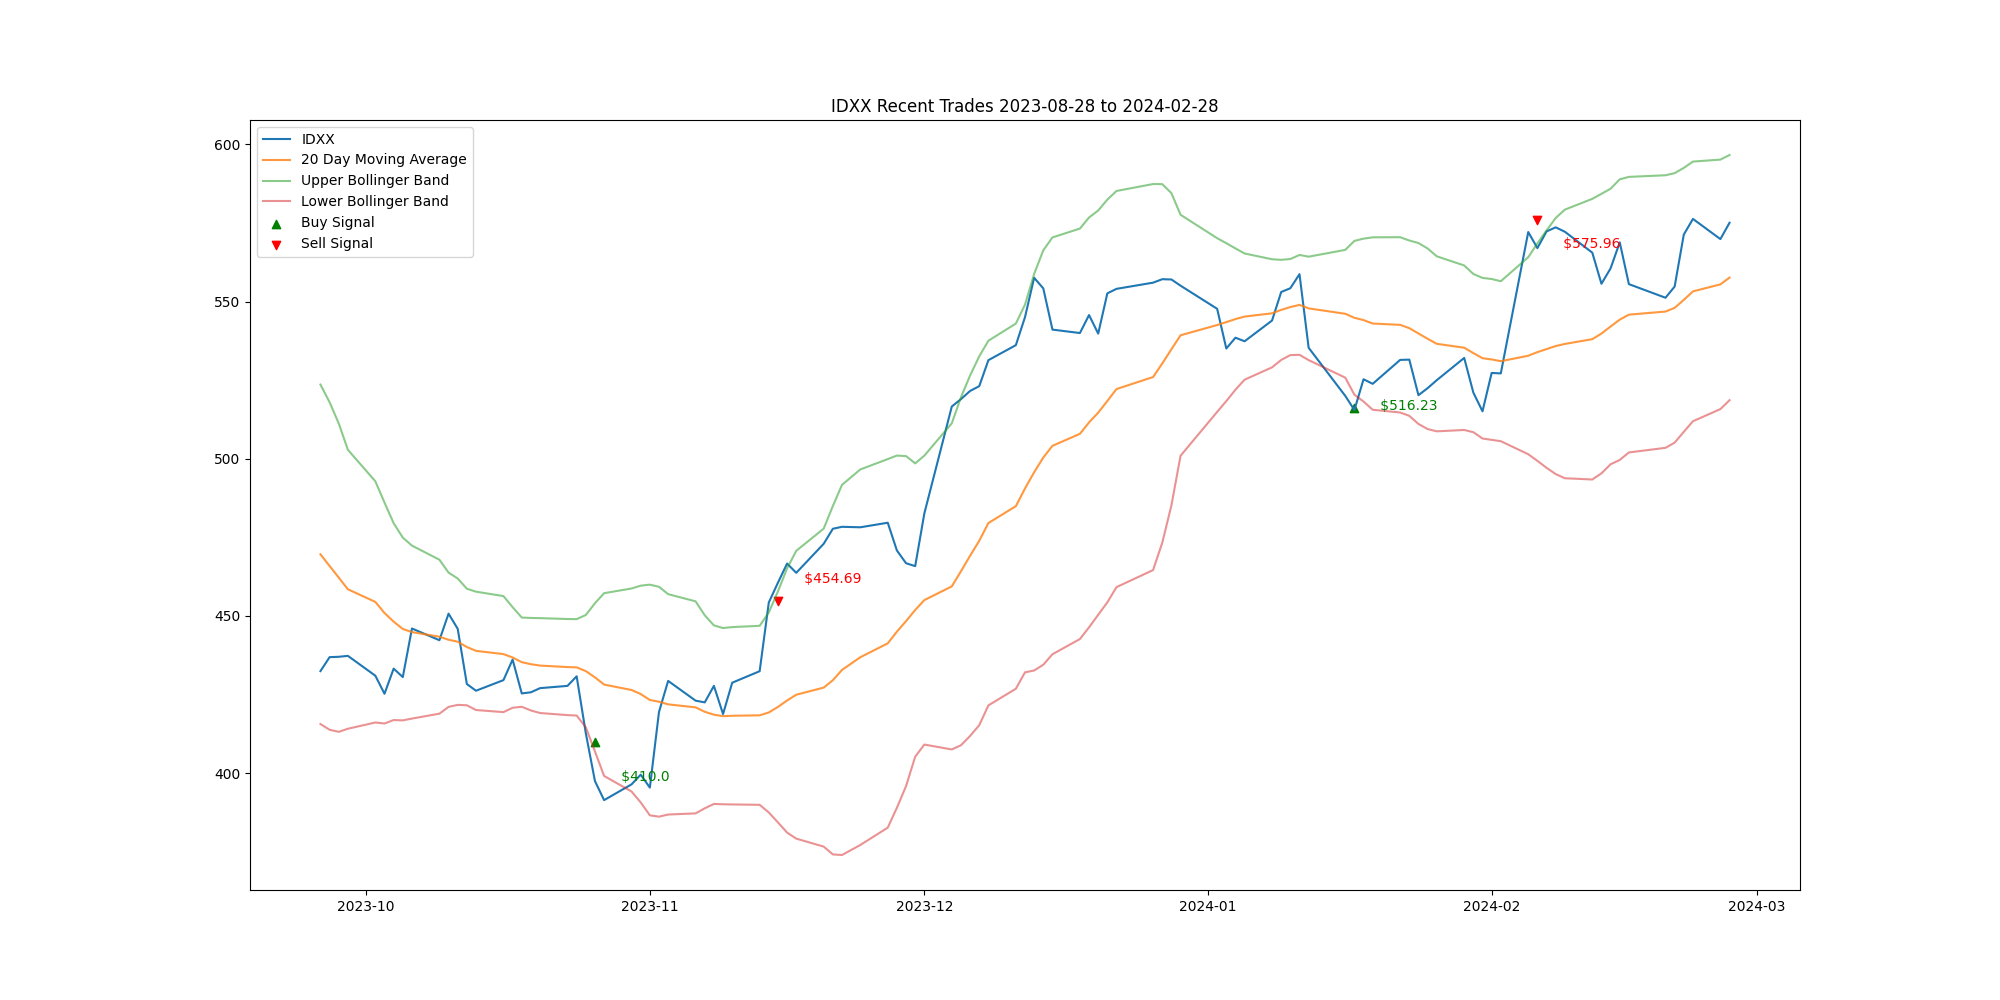 IDXX Recent Trades 2023-08-28 to 2024-02-28
IDXX
20 Day Moving Average
Upper Bollinger Band
Lower Bollinger Band
Buy Signal
Sell Signal
600
550
500
450
400
$575.96
$516.23
$454.69
$410.0
2023-10
2023-11
2023-12
2024-01
2024-02
2024-03